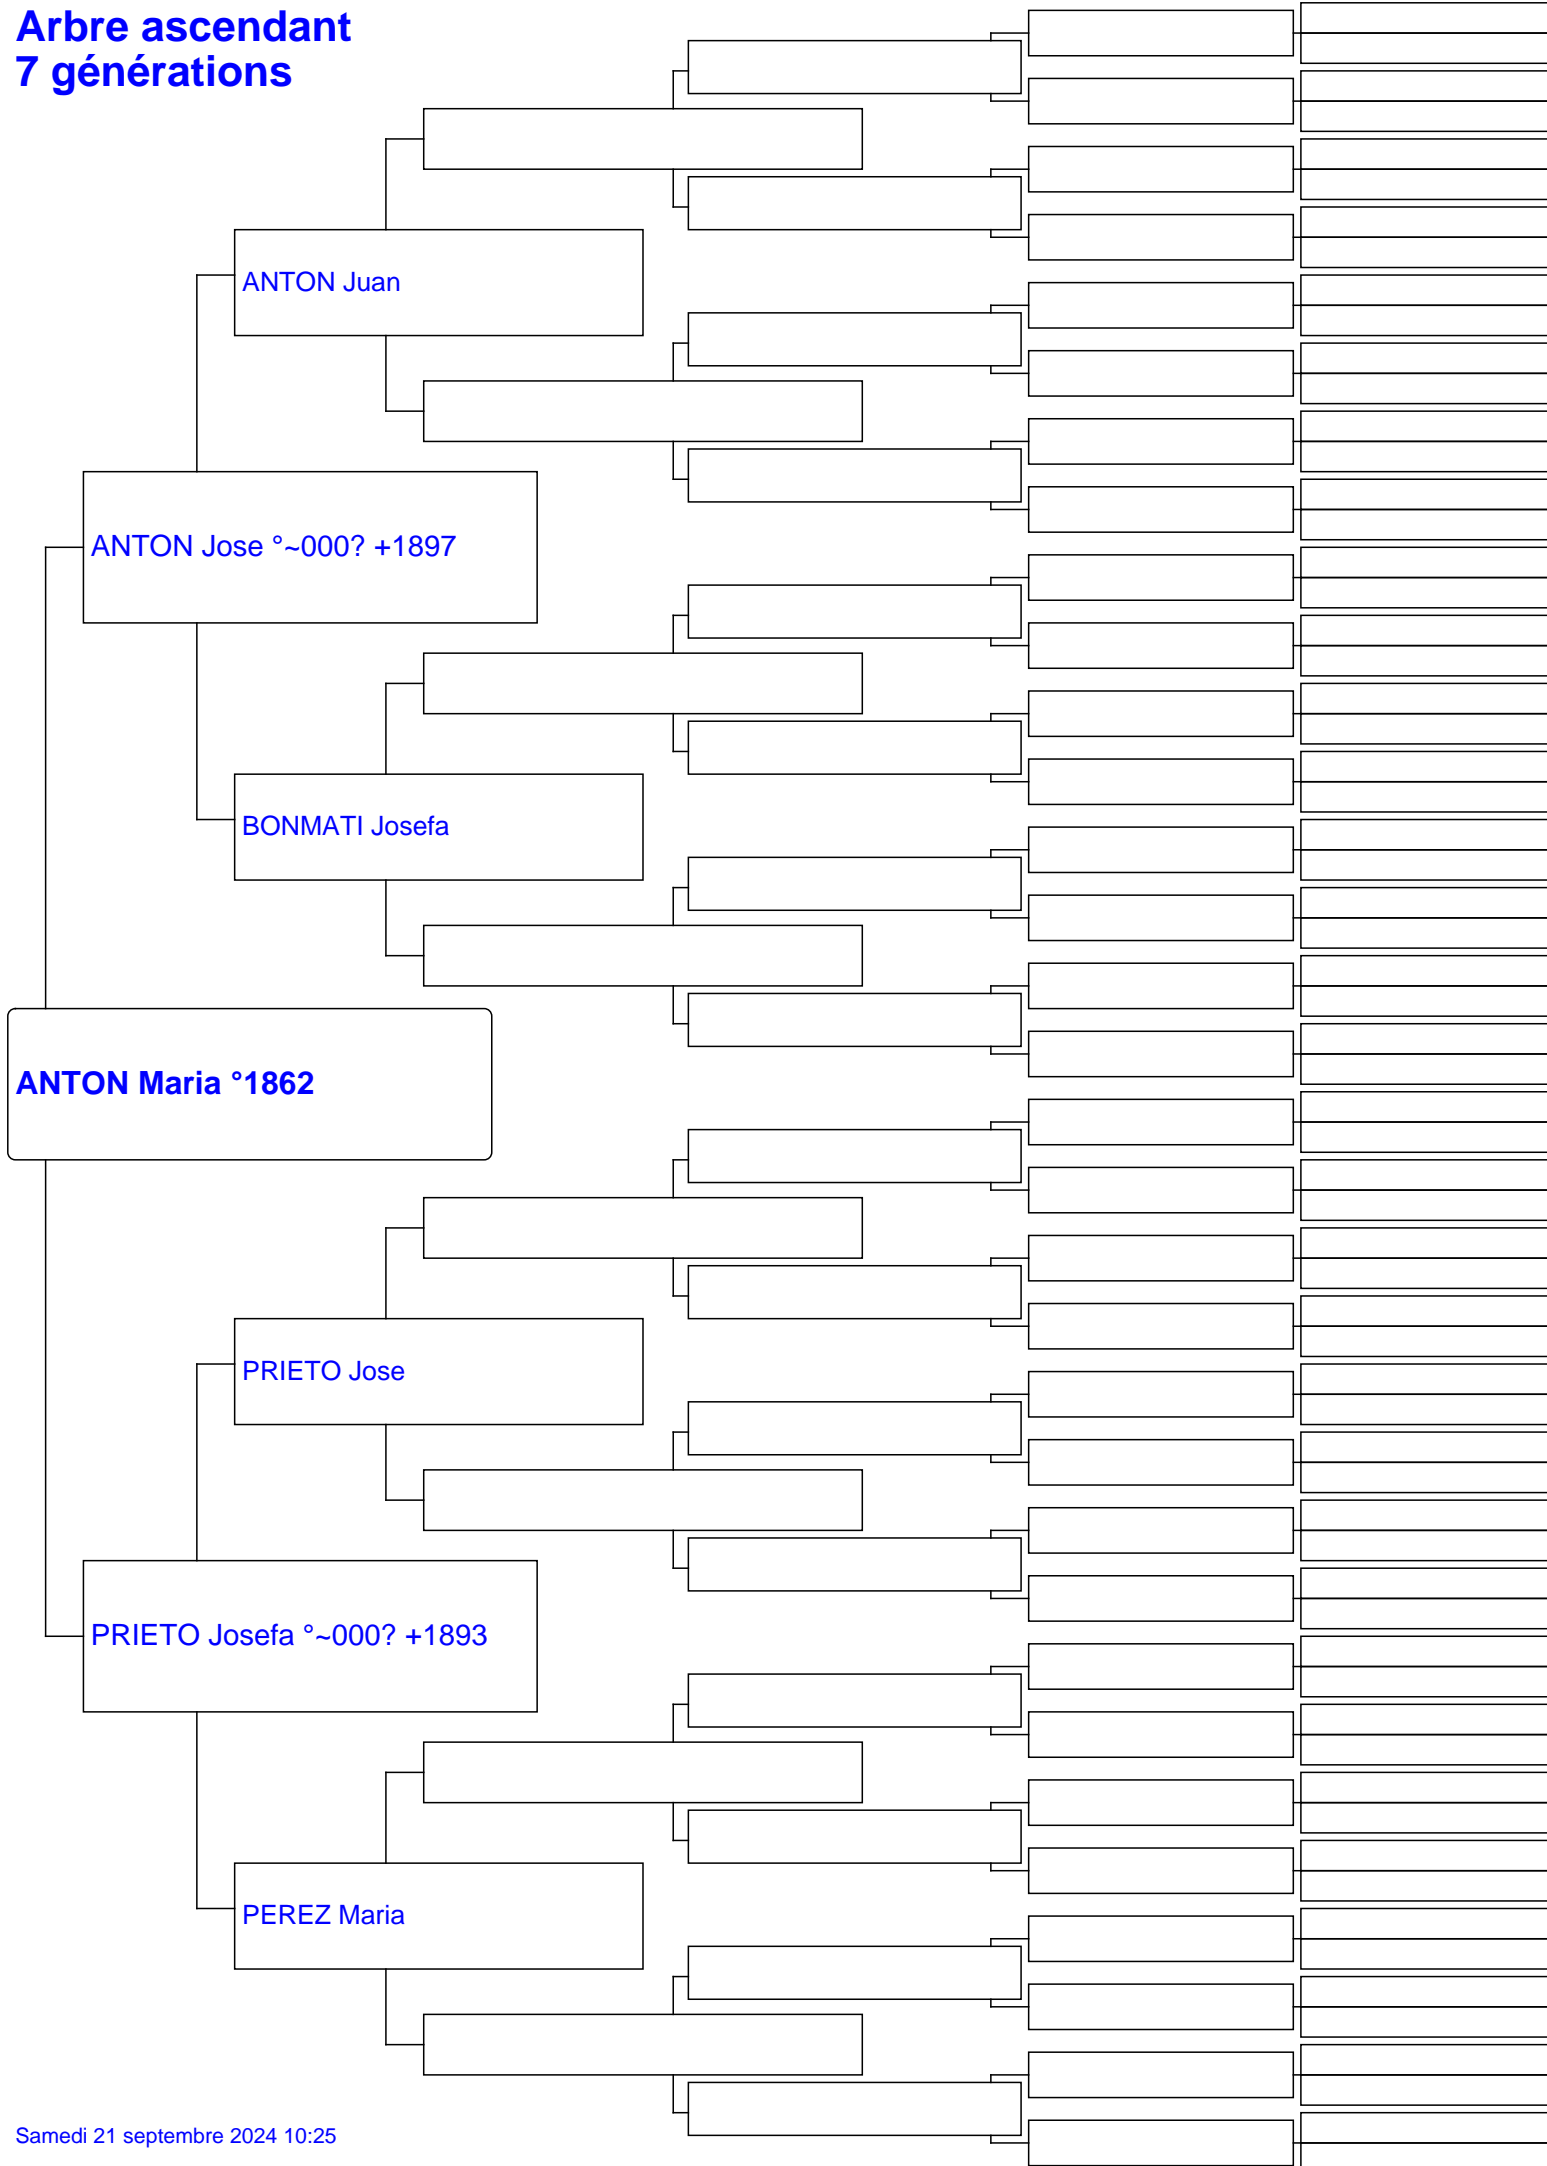 Arbre ascendant
7 générations
ANTON Juan
ANTON Jose °~000? +1897
BONMATI Josefa
ANTON Maria °1862
PRIETO Jose
PRIETO Josefa °~000? +1893
PEREZ Maria
Samedi 21 septembre 2024 10:25